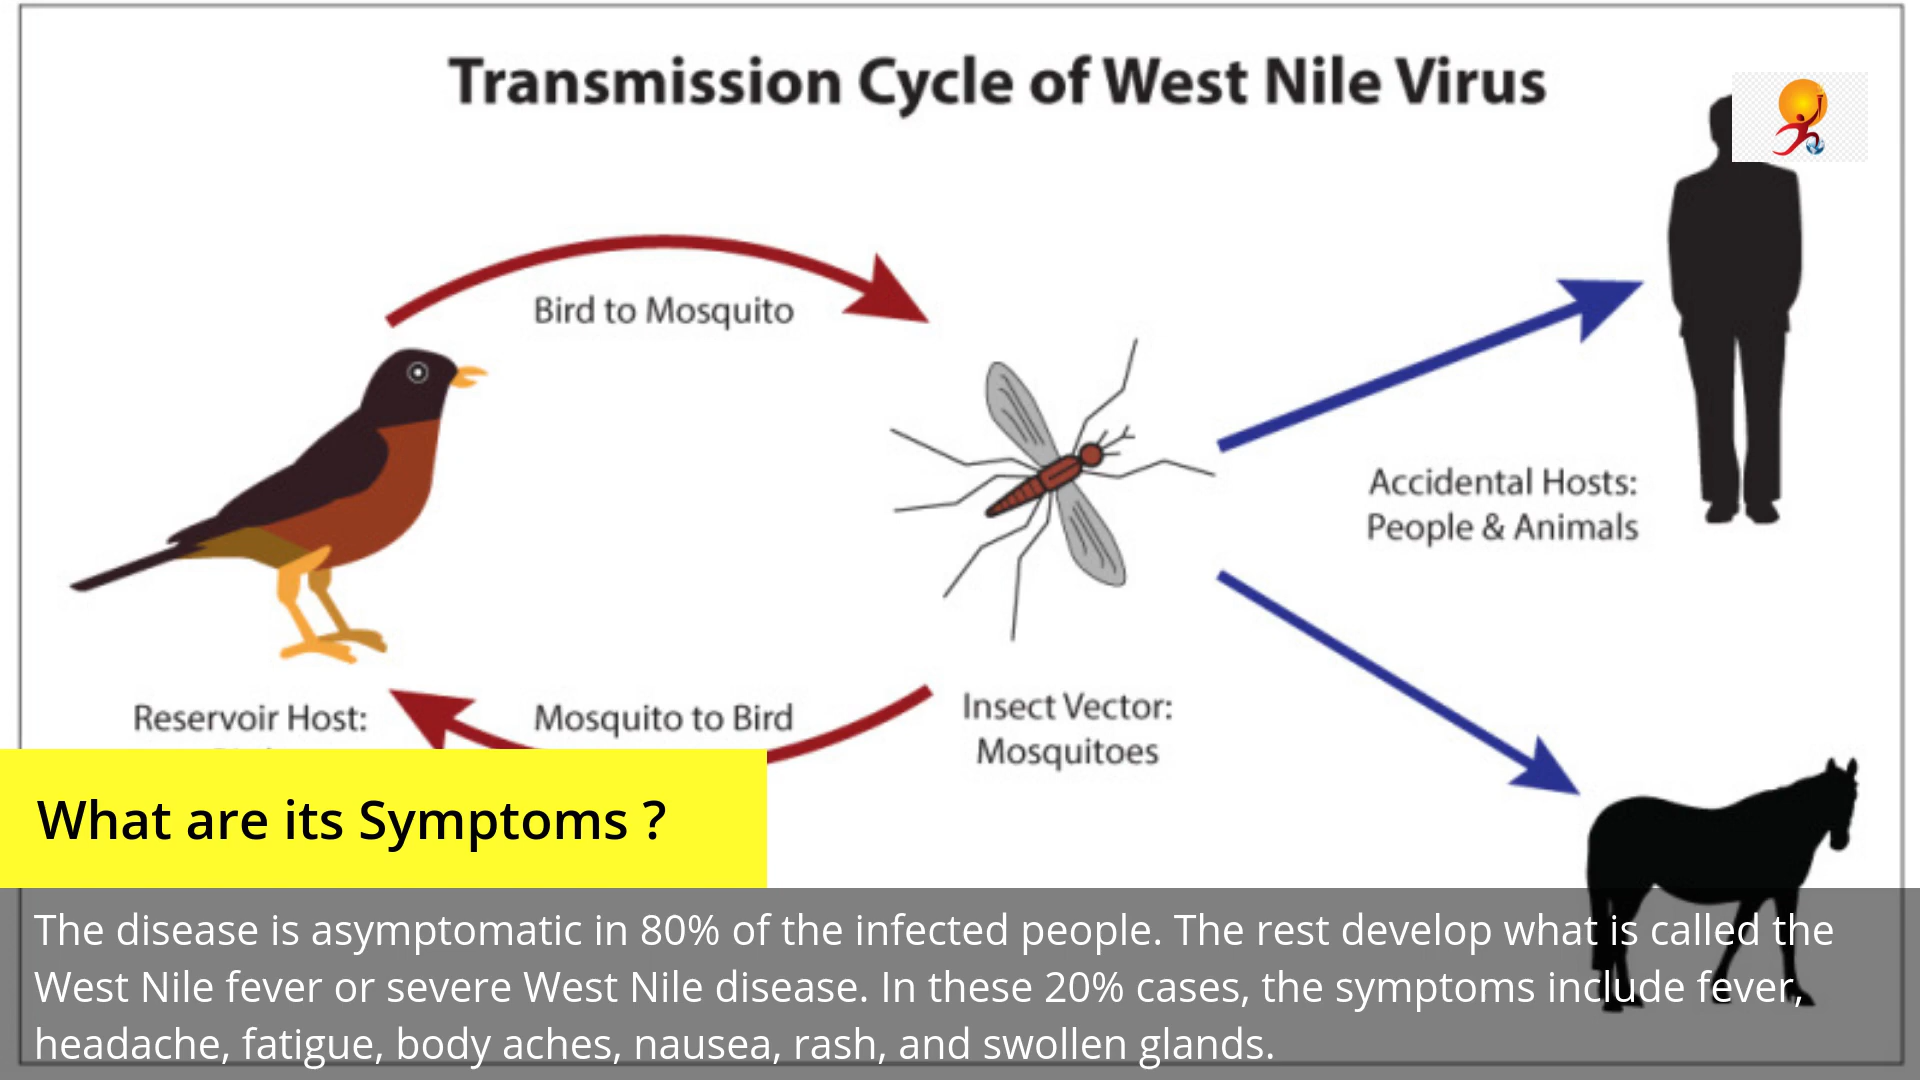 Transmission Cycle of West Nile Virus
Bird to Mosquito
Accidental Hosts:
People & Animals
Reservoir Host:
Mosquito to Bird
Insect Vector:
Mosquitoes
What are its Symptoms ?
The disease is asymptomatic in 80% of the infected people. The rest develop what is called the
West Nile fever or severe West Nile disease. In these 20% cases, the symptoms include fever,
headache, fatigue, body aches, nausea, rash, and swollen glands.